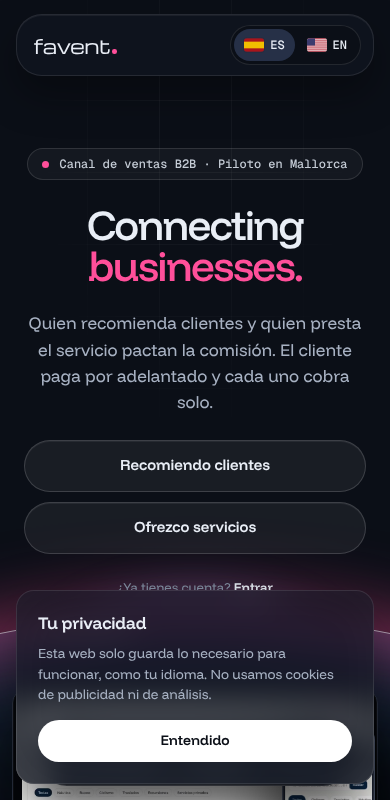 favent.
ES
EN
Canal de ventas B2B · Piloto en Mallorca
Connecting
businesses.
Quien recomienda clientes y quien presta
el servicio pactan la comisión. El cliente
paga por adelantado y cada uno cobra
solo.
Recomiendo clientes
Ofrezco servicios
¿Ya tienes cuenta? Entrar
Tu privacidad
Esta web solo guarda lo necesario para
funcionar, como tu idioma. No usamos cookies
de publicidad ni de análisis.
Entendido